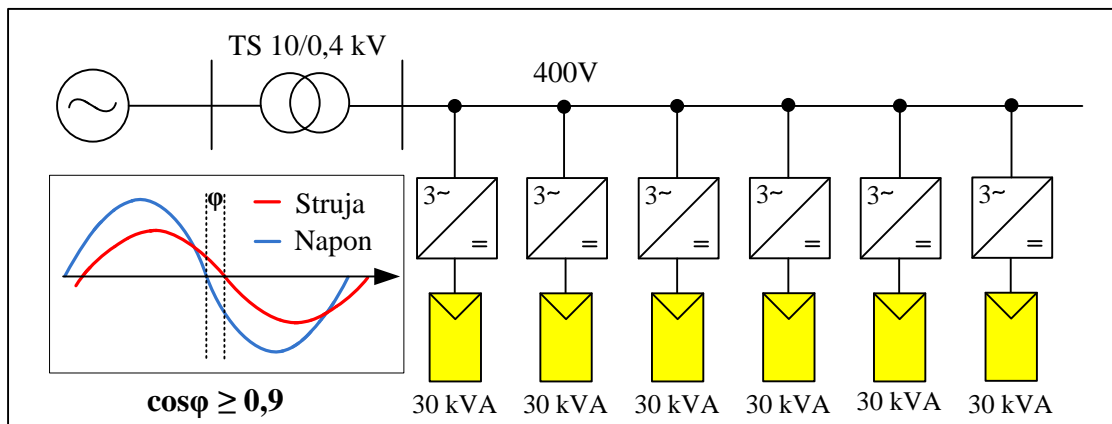 TS 10/0,4 kV
400V
3~ 3~ 3~ 3~ 3~ 3~
= = = = = =
φ
Struja
Napon
cosφ ≥ 0,9
30 kVA 30 kVA 30 kVA 30 kVA 30 kVA 30 kVA